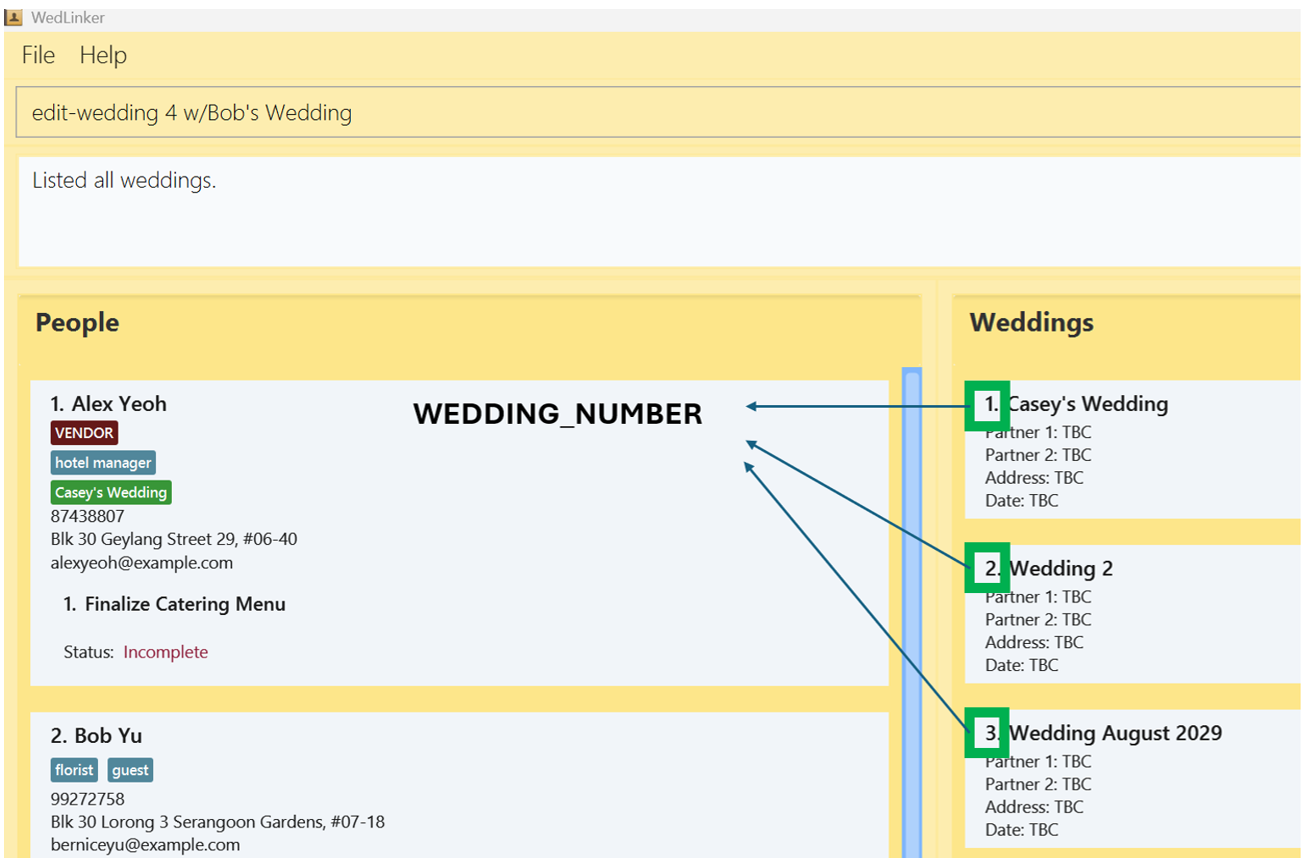 WedLinker
File Help
edit-wedding 4 w/Bob's Wedding
Listed all weddings.
People
1. Alex Yeoh
VENDOR
hotel manager
Casey's Wedding
87438807
Blk 30 Geylang Street 29, #06-40
alexyeoh@example.com
1. Finalize Catering Menu
Status: Incomplete
2. Bob Yu
florist guest
99272758
Blk 30 Lorong 3 Serangoon Gardens, #07-18
berniceyu@example.com
WEDDING_NUMBER
Weddings
1. Casey's Wedding
Partner 1: TBC
Partner 2: TBC
Address: TBC
Date: TBC
2. Wedding 2
Partner 1: TBC
Partner 2: TBC
Address: TBC
Date: TBC
3. Wedding August 2029
Partner 1: TBC
Partner 2: TBC
Address: TBC
Date: TBC